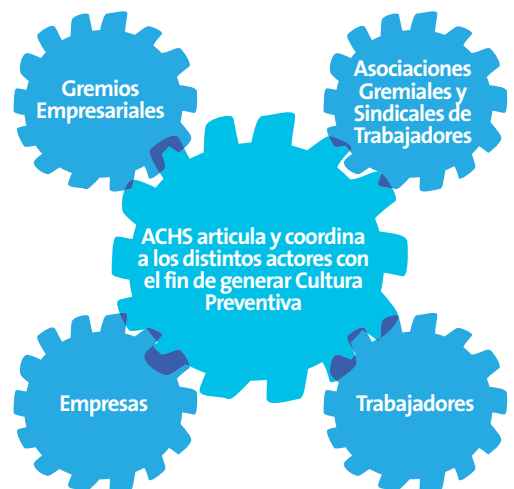 Gremios
Empresariales
Asociaciones
Gremiales y
Sindicales de
Trabajadores
ACHS articula y coordina
a los distintos actores con
el fin de generar Cultura
Preventiva
Empresas
Trabajadores